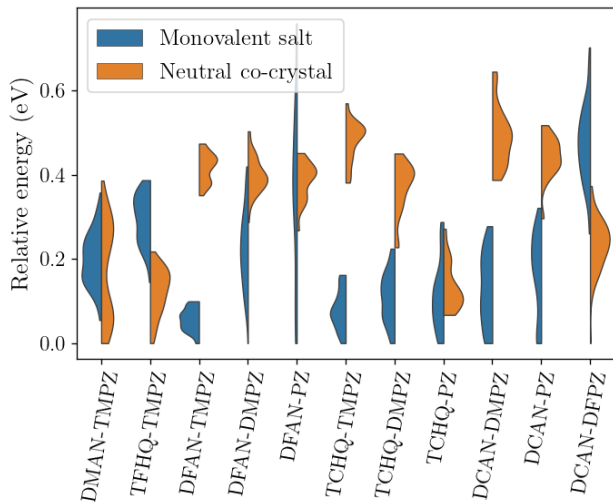 Monovalent salt
Neutral co-crystal
Relative energy (eV)
0.6
0.4
0.2
0.0
DMAN-TMPZ
TFHQ-TMPZ
DFAN-TMPZ
DFAN-DMPZ
DFAN-PZ
TCHQ-TMPZ
TCHQ-DMPZ
TCHQ-PZ
DCAN-DMPZ
DCAN-PZ
DCAN-DFPZ